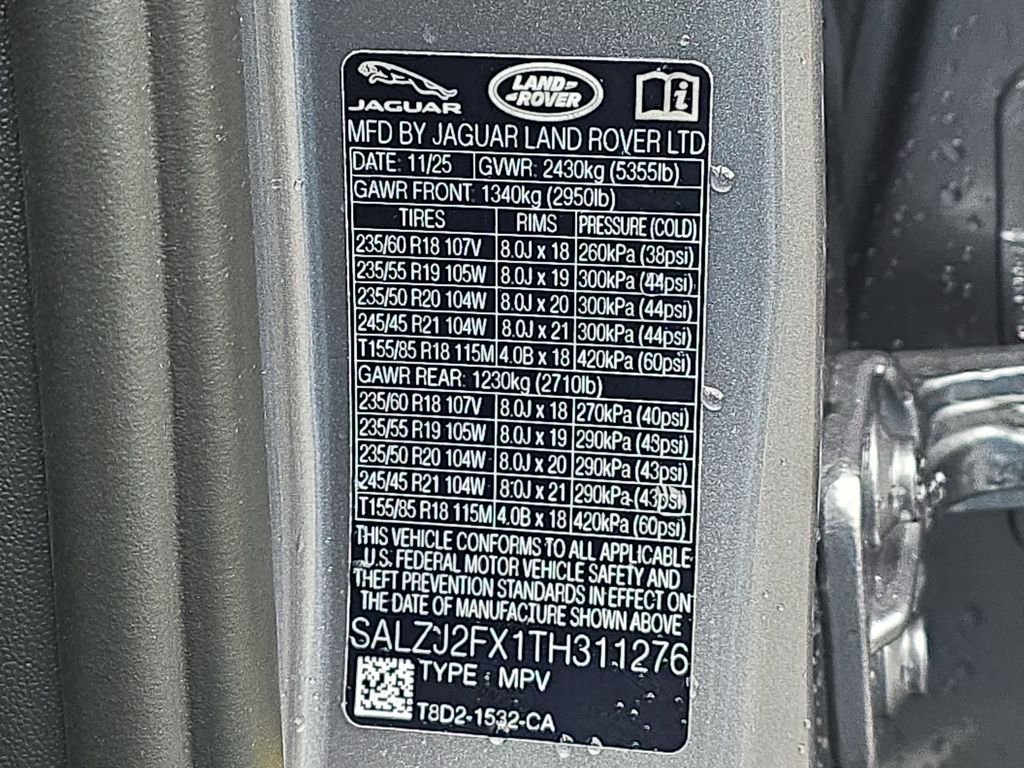 JAGUAR
LAND ROVER
MFD BY JAGUAR LAND ROVER LTD
DATE: 11/25 GVWR: 2430kg (5355lb)
GAWR FRONT: 1340kg (2950lb)
TIRES RIMS PRESSURE (COLD)
235/60 R18 107V 8.0J x 18 260kPa (38psi)
235/55 R19 105W 8.0J x 19 300kPa (44psi)
235/50 R20 104W 8.0J x 20 300kPa (44psi)
245/45 R21 104W 8.0J x 21 300kPa (44psi)
T155/85 R18 115M 4.0B x 18 420kPa (60psi)
GAWR REAR: 1230kg (2710lb)
235/60 R18 107V 8.0J x 18 270kPa (40psi)
235/55 R19 105W 8.0J x 19 290kPa (43psi)
235/50 R20 104W 8.0J x 20 290kPa (43psi)
245/45 R21 104W 8.0J x 21 290kPa (43psi)
T155/85 R18 115M 4.0B x 18 420kPa (60psi)
THIS VEHICLE CONFORMS TO ALL APPLICABLE
U.S. FEDERAL MOTOR VEHICLE SAFETY AND
THEFT PREVENTION STANDARDS IN EFFECT ON
THE DATE OF MANUFACTURE SHOWN ABOVE
SALZJ2FX1TH311276
TYPE : MPV
T8D2-1532-CA